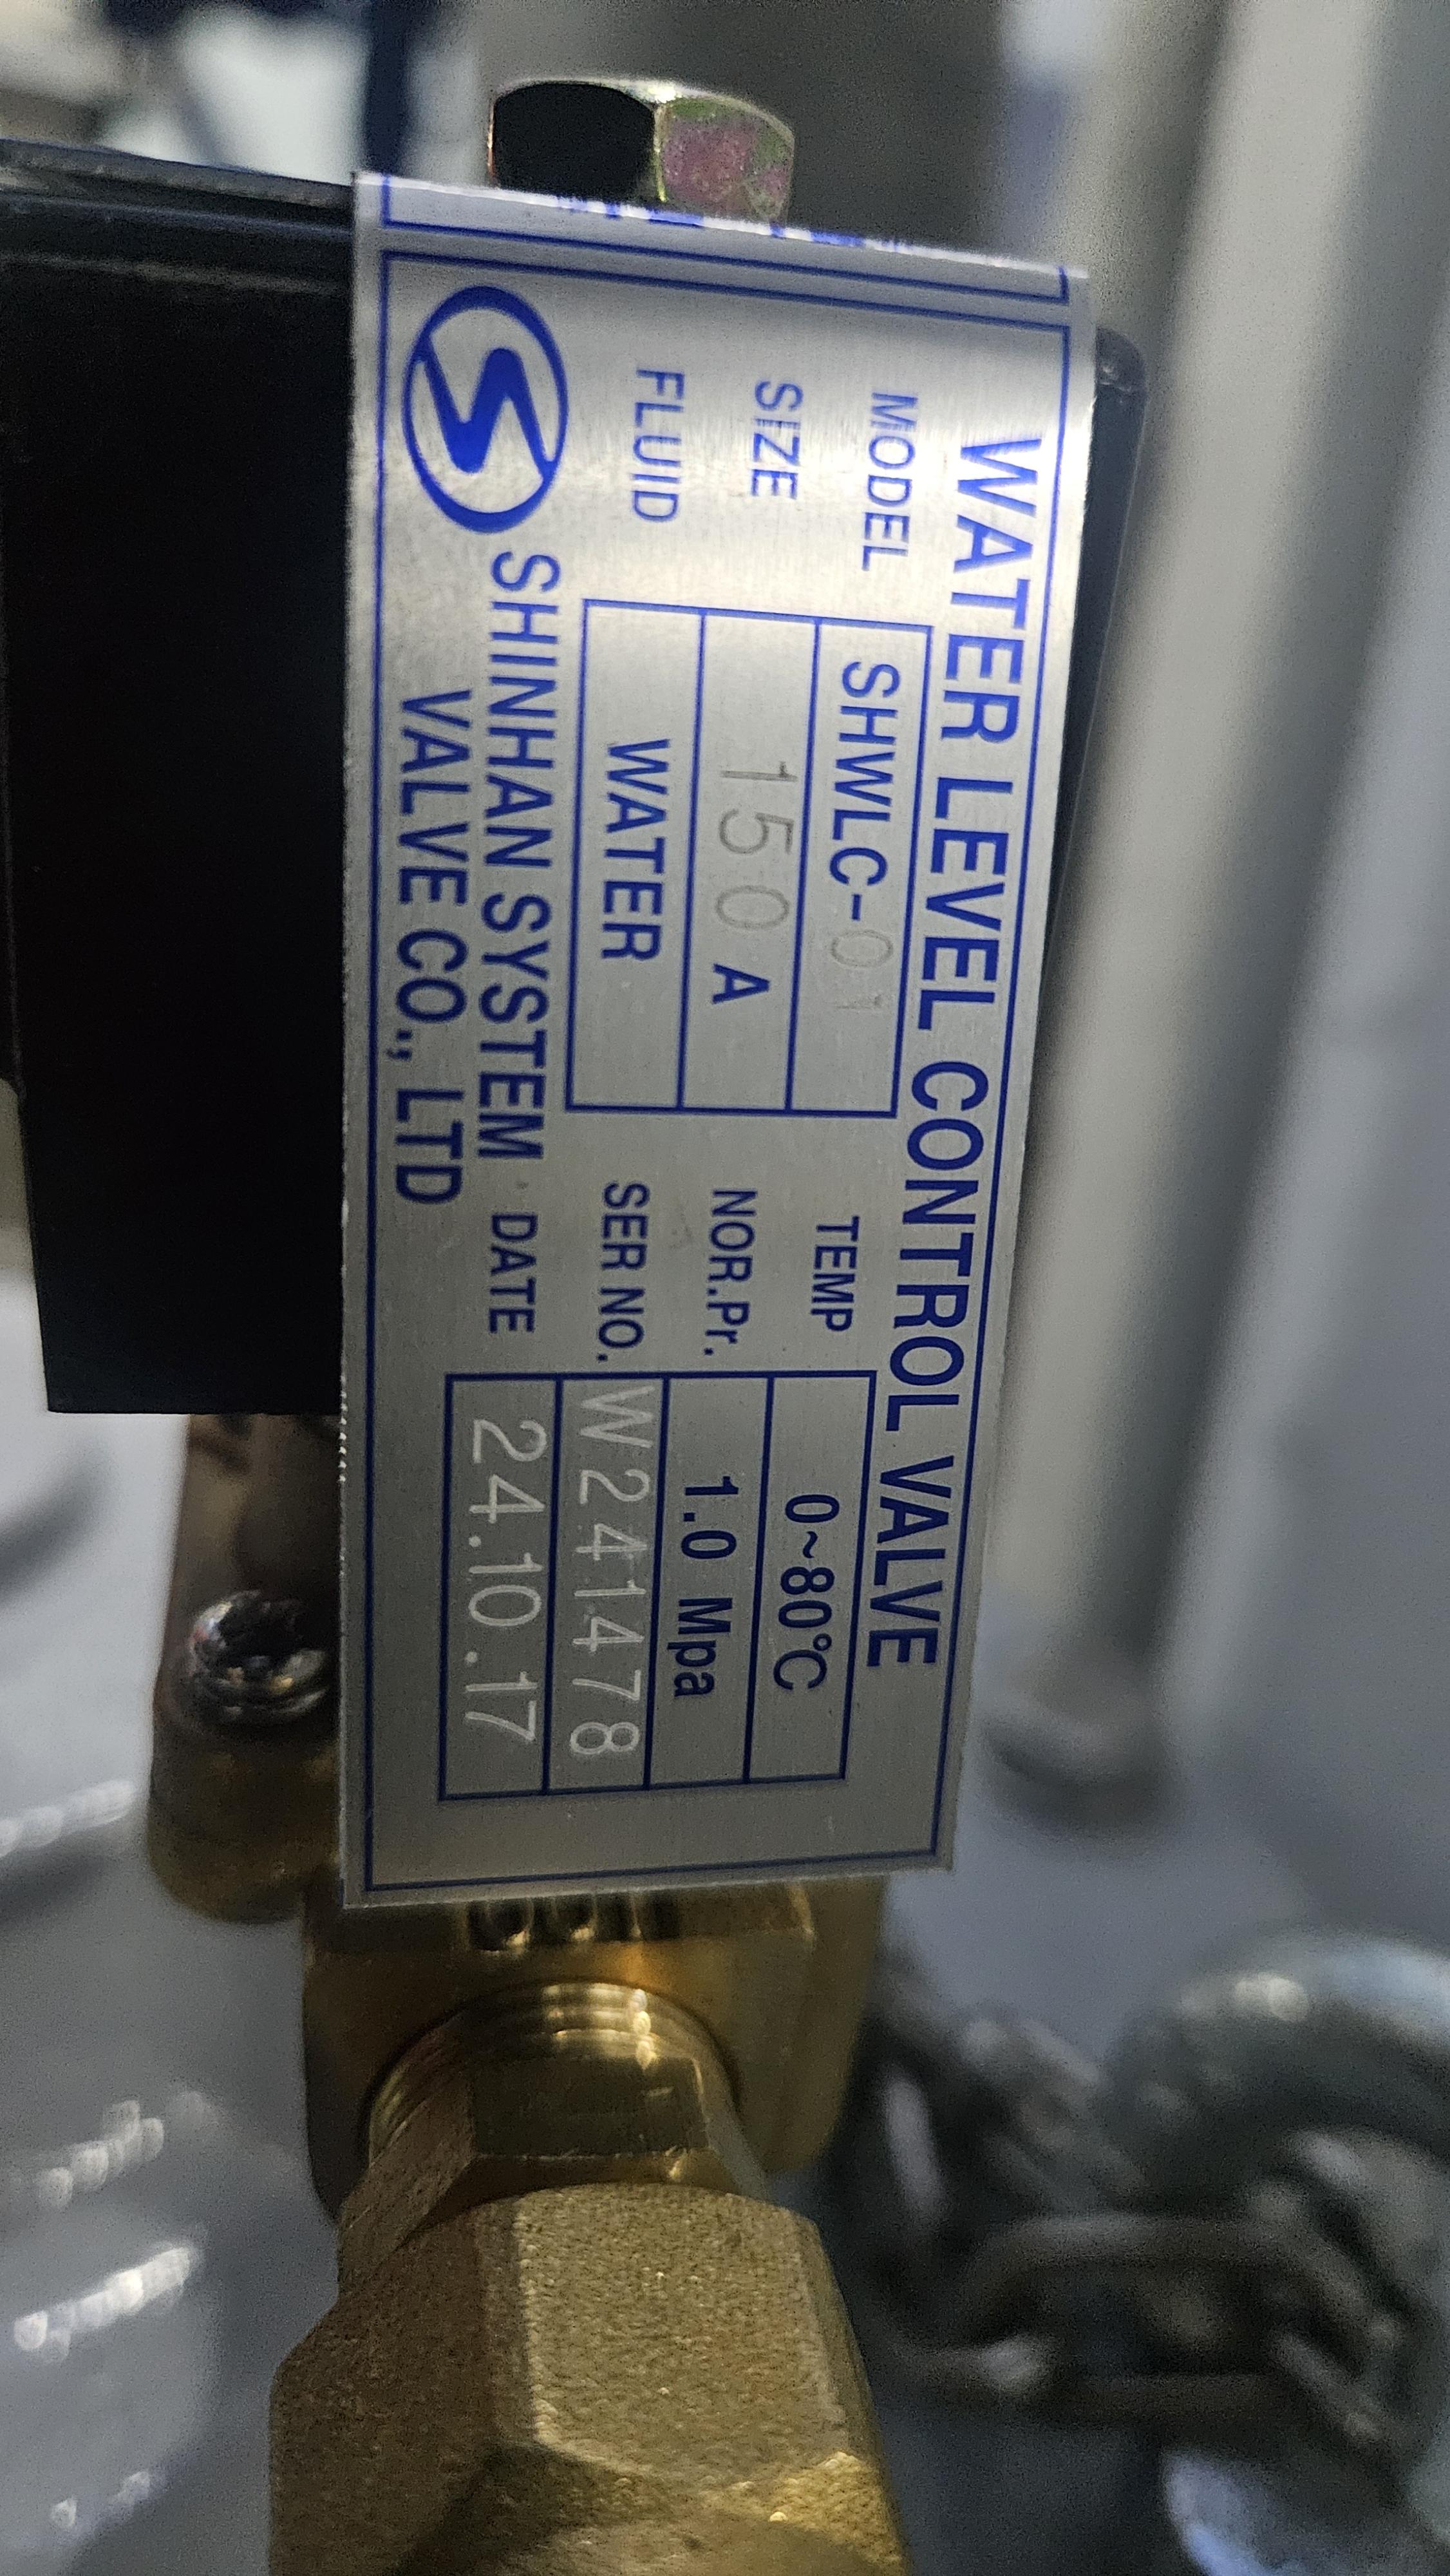 WATER LEVEL CONTROL VALVE
MODEL SHWLC-01 TEMP 0~80℃
SIZE 150 A NOR.Pr. 1.0 Mpa
FLUID WATER SER NO. W241478
SHINHAN SYSTEM DATE 24.10.17
VALVE CO., LTD